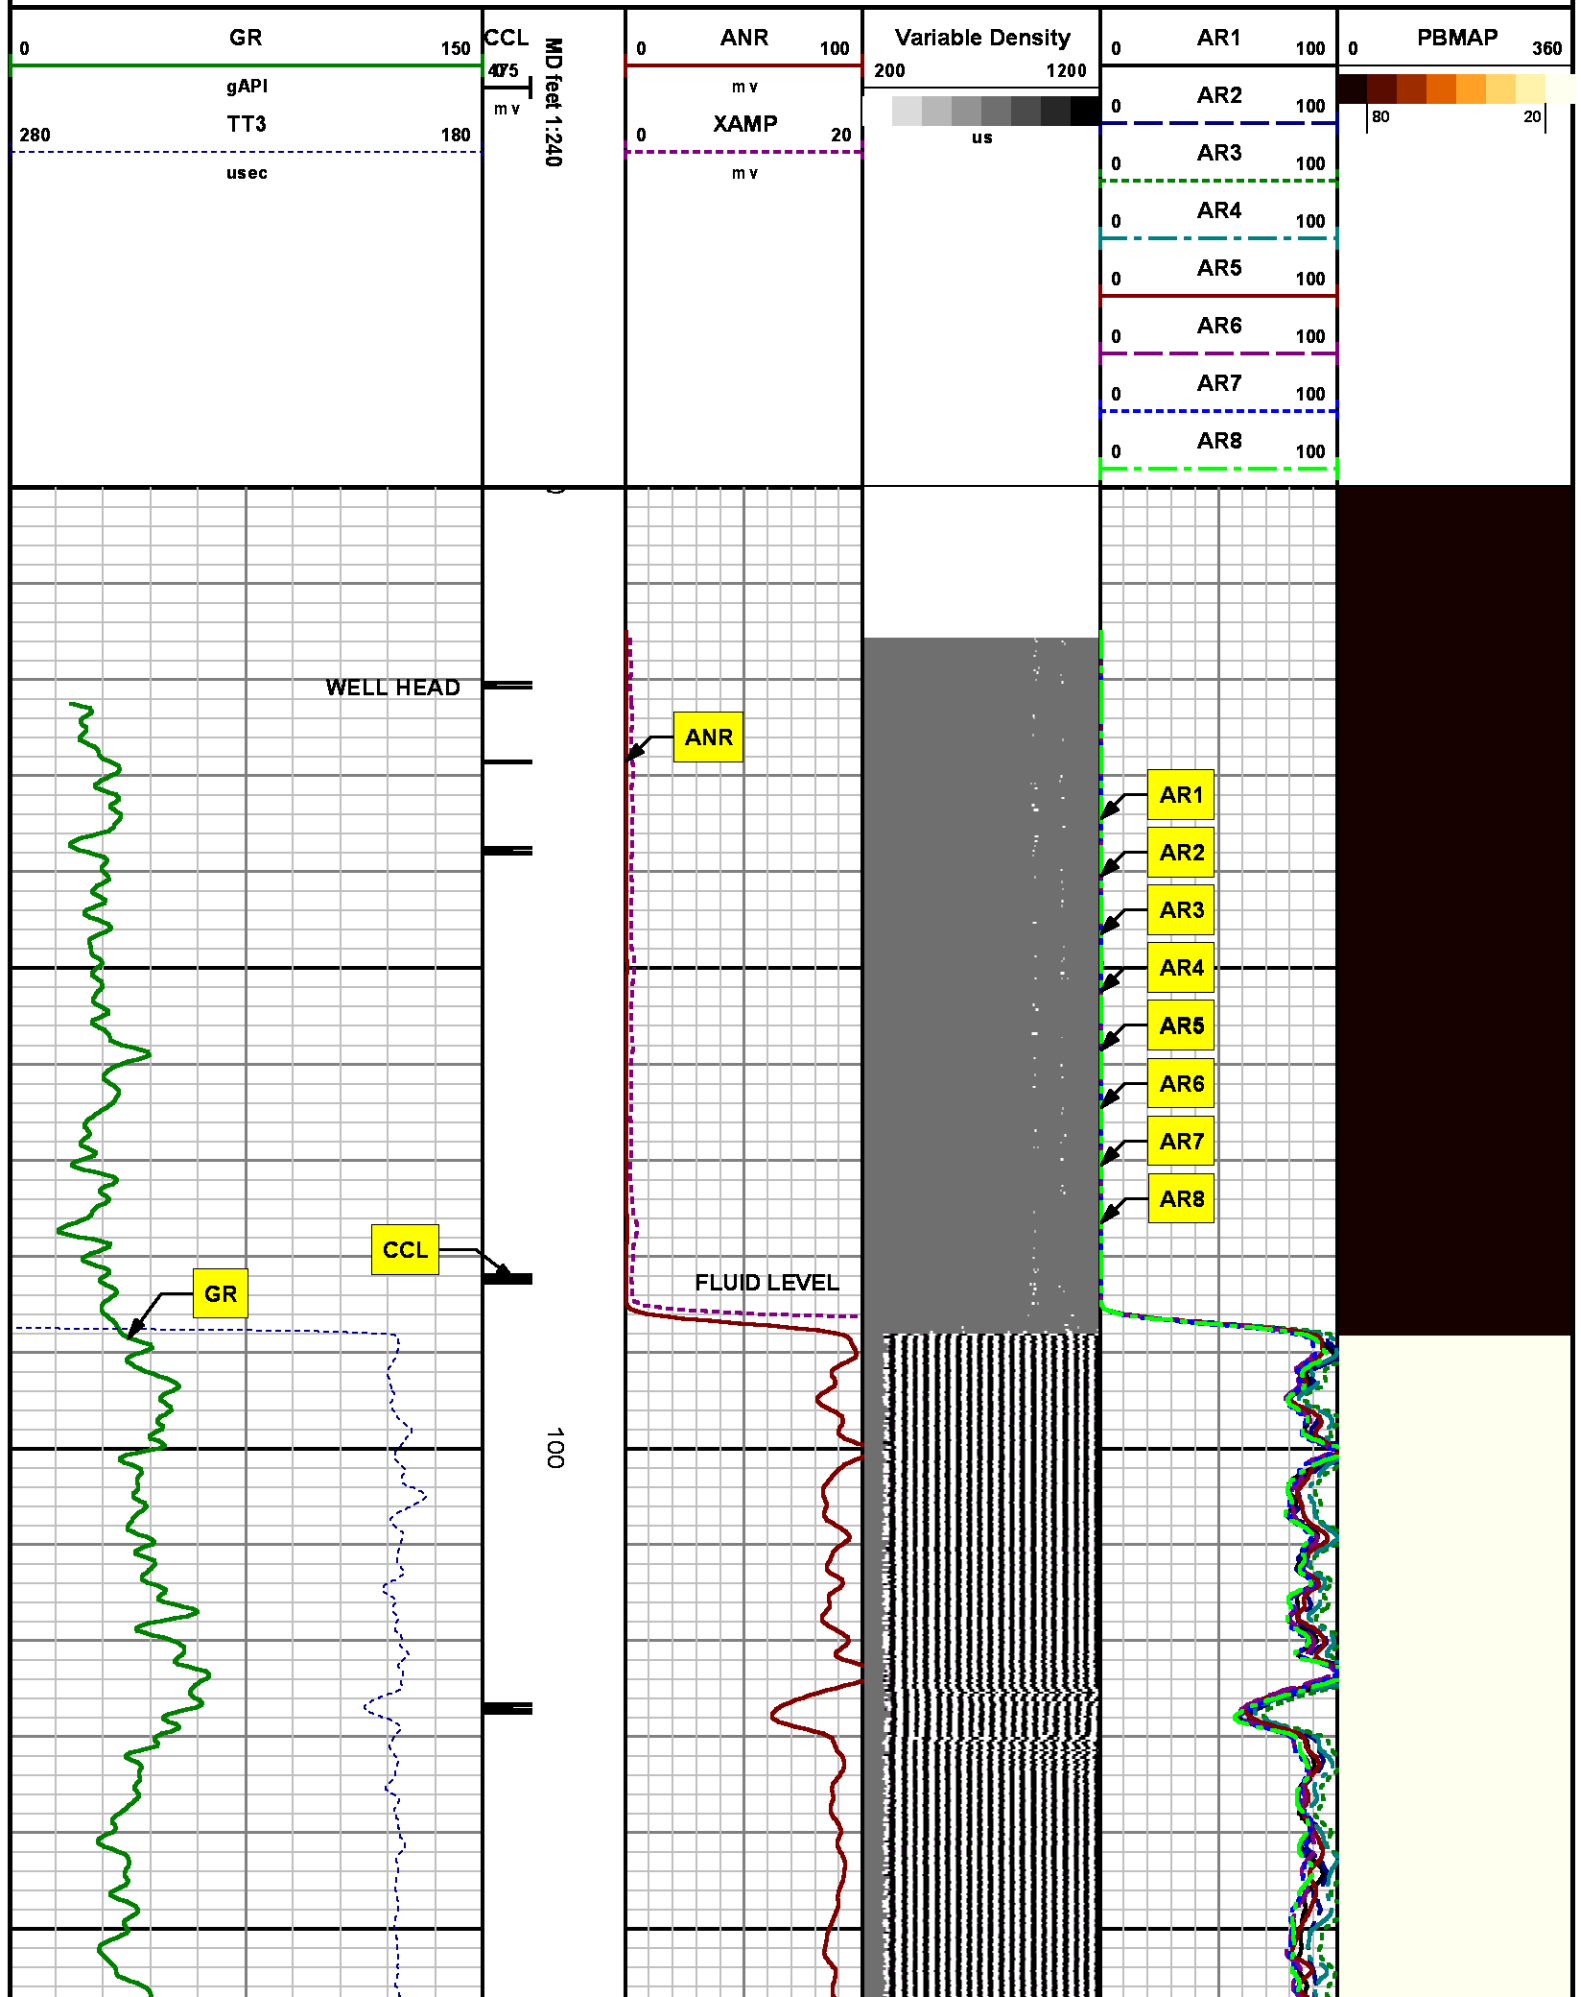 GR
0 150
gAPI
TT3
280 180
usec
CCL
475
mv
MD feet 1:240
ANR
0 100
mv
XAMP
0 20
mv
Variable Density
200 1200
us
AR1
0 100
AR2
0 100
AR3
0 100
AR4
0 100
AR5
0 100
AR6
0 100
AR7
0 100
AR8
0 100
PBMAP
0 360
80 20
WELL HEAD
ANR
AR1
AR2
AR3
AR4
AR5
AR6
AR7
AR8
CCL
GR
FLUID LEVEL
100